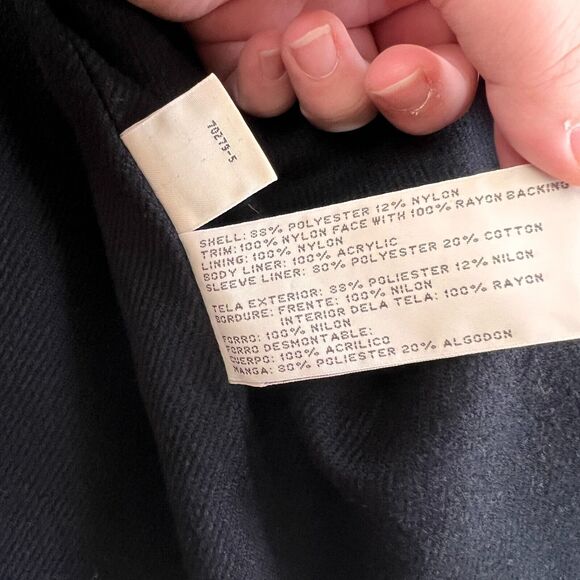 70279-5
SHELL: 88% POLYESTER 12% NYLON
TRIM: 100% NYLON FACE WITH 100% RAYON BACKING
LINING: 100% NYLON
BODY LINER: 100% ACRYLIC
SLEEVE LINER: 80% POLYESTER 20% COTTON
TELA EXTERIOR: 88% POLIESTER 12% NILON
BORDURE: FRENTE: 100% NILON
INTERIOR DELA TELA: 100% RAYON
FORRO: 100% NILON
FORRO DESMONTABLE:
CUERPO: 100% ACRILICO
MANGA: 80% POLIESTER 20% ALGODON